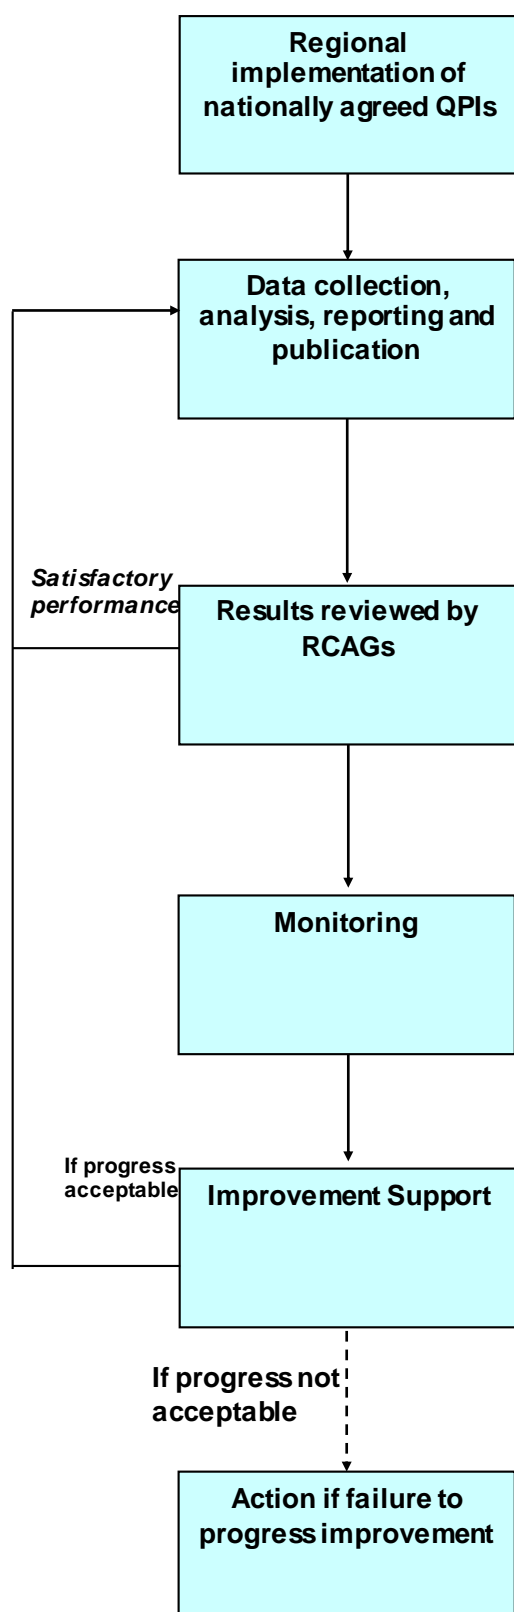 Regional
implementation of
nationally agreed QPIs
Data collection,
analysis, reporting and
publication
Satisfactory
performance
Results reviewed by
RCAGs
Monitoring
If progress
acceptable
Improvement Support
If progress not
acceptable
Action if failure to
progress improvement